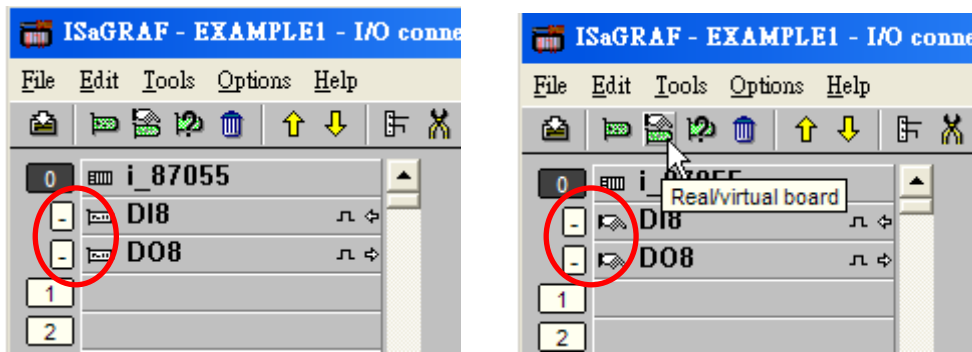 ISaGRAF - EXAMPLE1 - I/O conne
File Edit Tools Options Help
0 i_87055
- DI8
- DO8
1
2
ISaGRAF - EXAMPLE1 - I/O conne
File Edit Tools Options Help
0
Real/virtual board
- DI8
- DO8
1
2